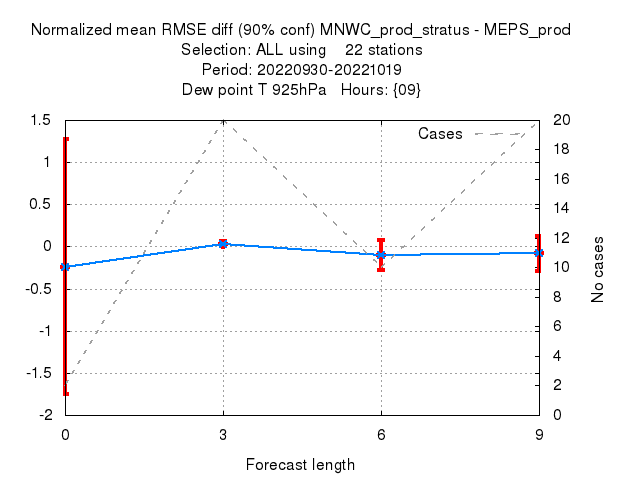 Normalized mean RMSE diff (90% conf) MNWC_prod_stratus - MEPS_prod
Selection: ALL using 22 stations
Period: 20220930-20221019
Dew point T 925hPa Hours: {09}
Cases
1.5
1
0.5
0
-0.5
-1
-1.5
-2
20
18
16
14
12
10
8
6
4
2
0
No cases
0 3 6 9
Forecast length